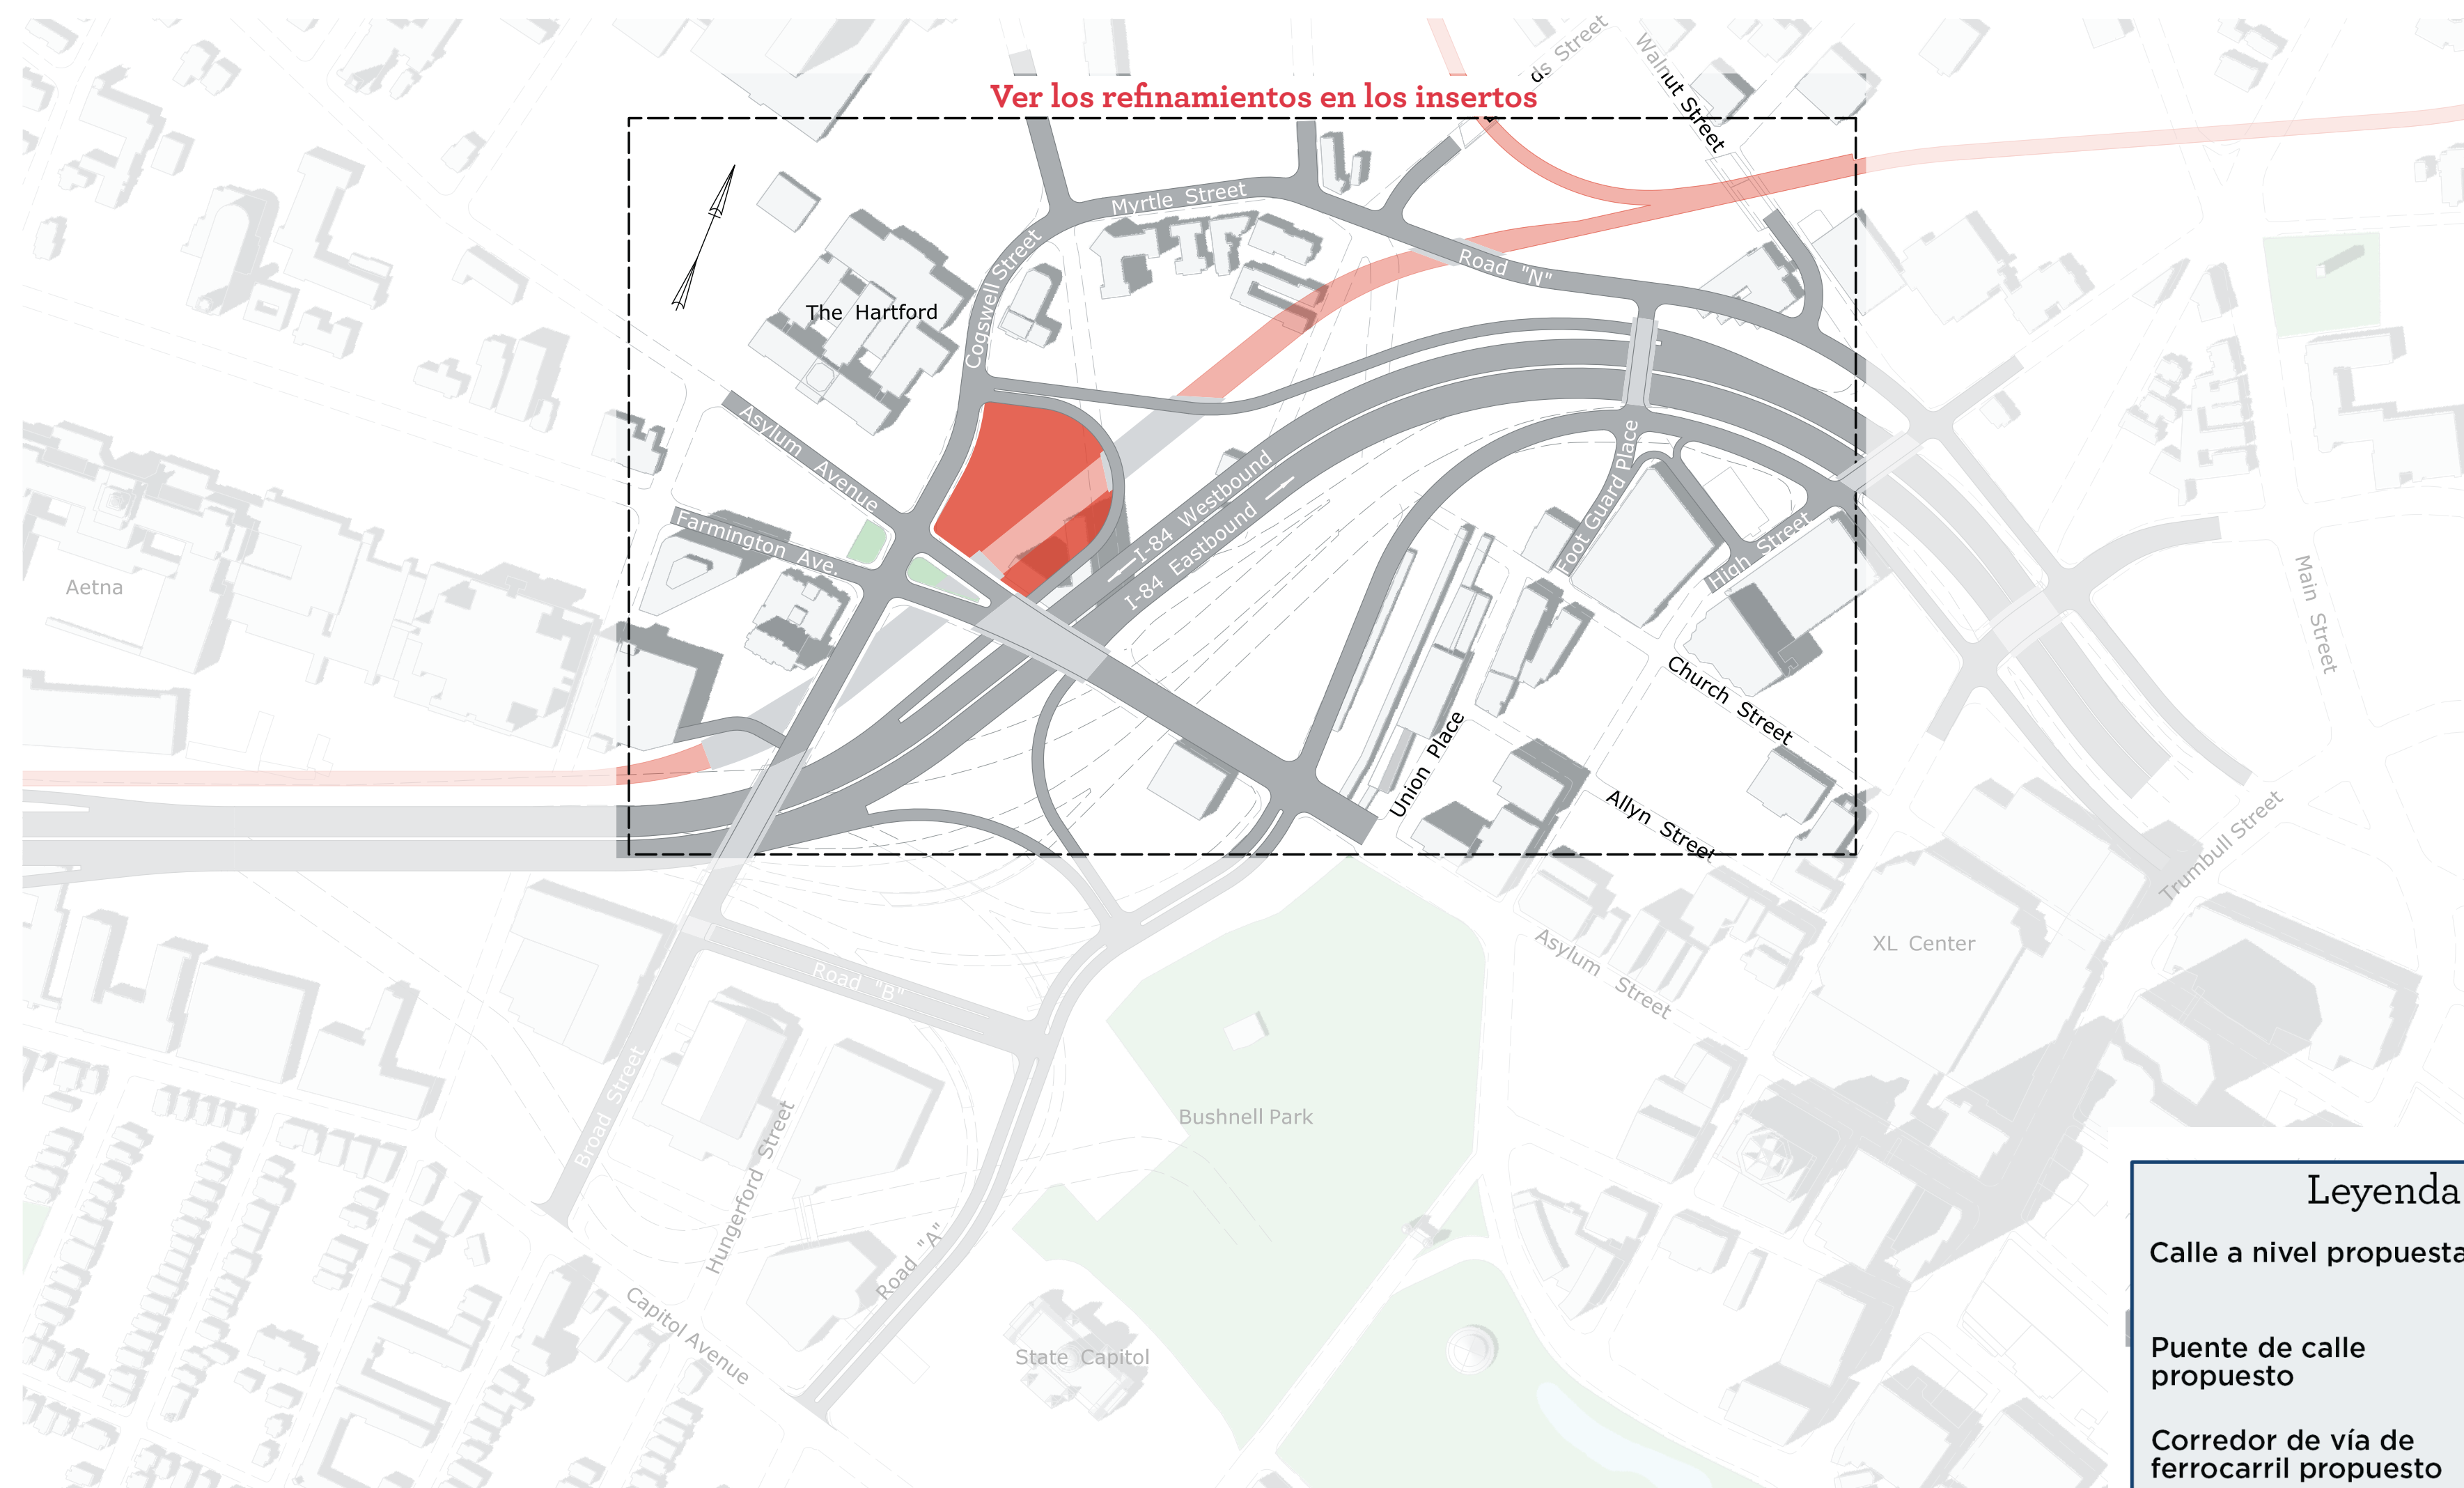 Ver los refinamientos en los insertos
ds Street
Walnut Street
Myrtle Street
Cogswell Street
The Hartford
Road "N"
Asylum Avenue
Farmington Ave.
I-84 Westbound
I-84 Eastbound
Foot Guard Place
High Street
Aetna
Main Street
Church Street
Union Place
Allyn Street
Trumbull Street
XL Center
Asylum Street
Road "B"
Broad Street
Hungerford Street
Bushnell Park
Road "A"
Capitol Avenue
State Capitol
Leyenda
Calle a nivel propuesta
Puente de calle
propuesto
Corredor de vía de
ferrocarril propuesto